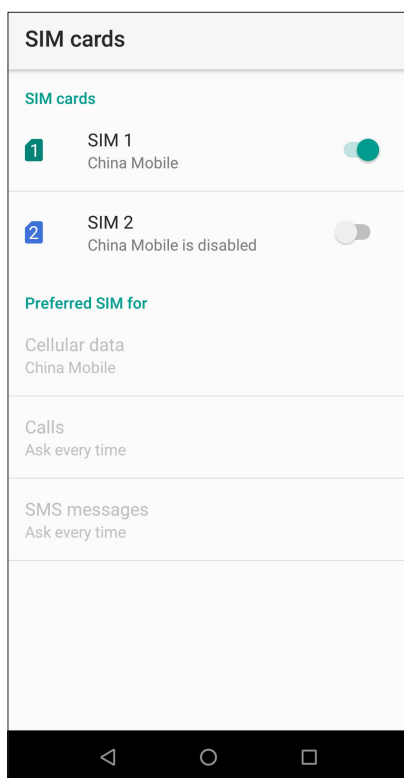 SIM cards
SIM cards
1
SIM 1
China Mobile
2
SIM 2
China Mobile is disabled
Preferred SIM for
Cellular data
China Mobile
Calls
Ask every time
SMS messages
Ask every time